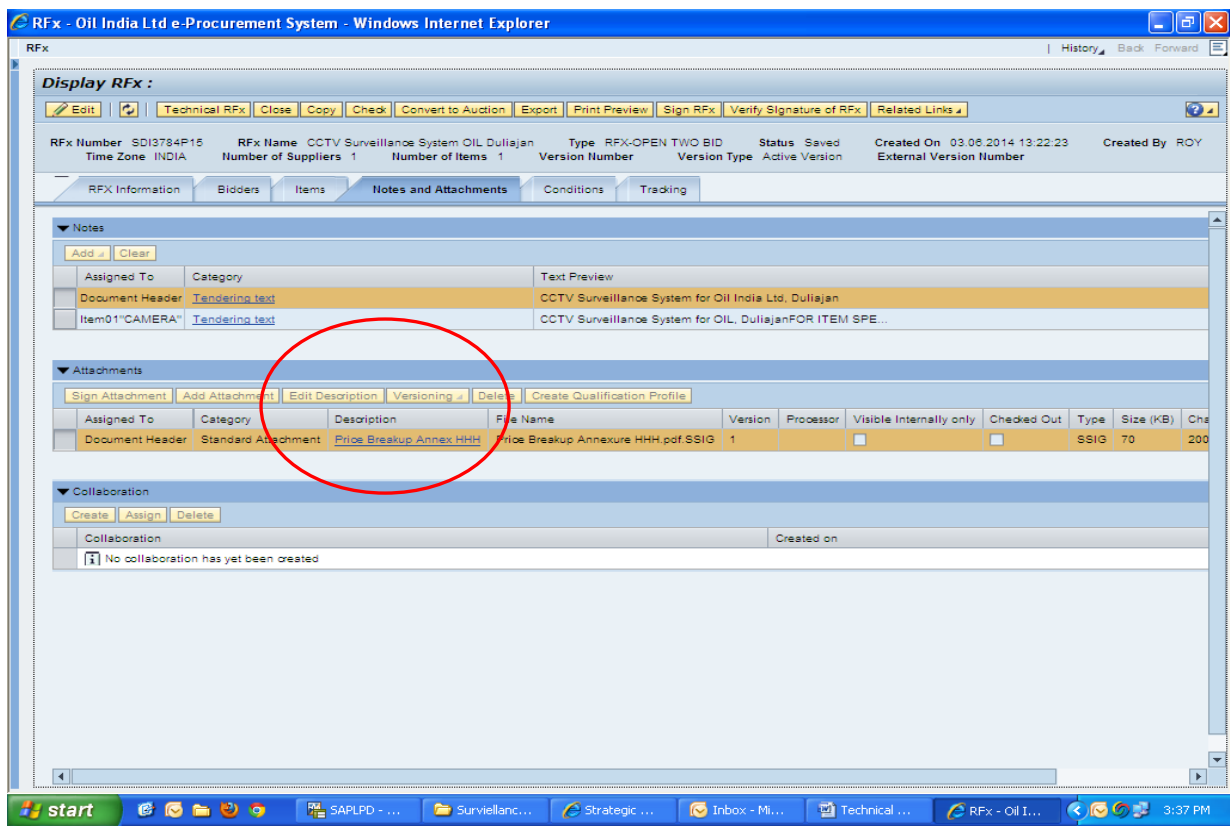 RFx - Oil India Ltd e-Procurement System - Windows Internet Explorer
RFx | History Back Forward
Display RFx :
Edit | | Technical RFx Close Copy Check Convert to Auction Export Print Preview Sign RFx Verify Signature of RFx Related Links
RFx Number SDI3784P15 RFx Name CCTV Surveillance System OIL Duliajan Type RFX-OPEN TWO BID Status Saved Created On 03.06.2014 13:22:23 Created By ROY
Time Zone INDIA Number of Suppliers 1 Number of Items 1 Version Number Version Type Active Version External Version Number
RFX Information Bidders Items Notes and Attachments Conditions Tracking
Notes
Add Clear
Assigned To Category Text Preview
Document Header Tendering text CCTV Surveillance System for Oil India Ltd, Duliajan
Item01"CAMERA" Tendering text CCTV Surveillance System for OIL, DuliajanFOR ITEM SPE...
Attachments
Sign Attachment Add Attachment Edit Description Versioning Delete Create Qualification Profile
Assigned To Category Description File Name Version Processor Visible Internally only Checked Out Type Size (KB) Cha
Document Header Standard Attachment Price Breakup Annex HHH Price Breakup Annexure HHH.pdf.SSIG 1 SSIG 70 200
Collaboration
Create Assign Delete
Collaboration Created on
No collaboration has yet been created
start SAPLPD - ... Surviellanc... Strategic ... Inbox - Mi... Technical ... RFx - Oil I... 3:37 PM